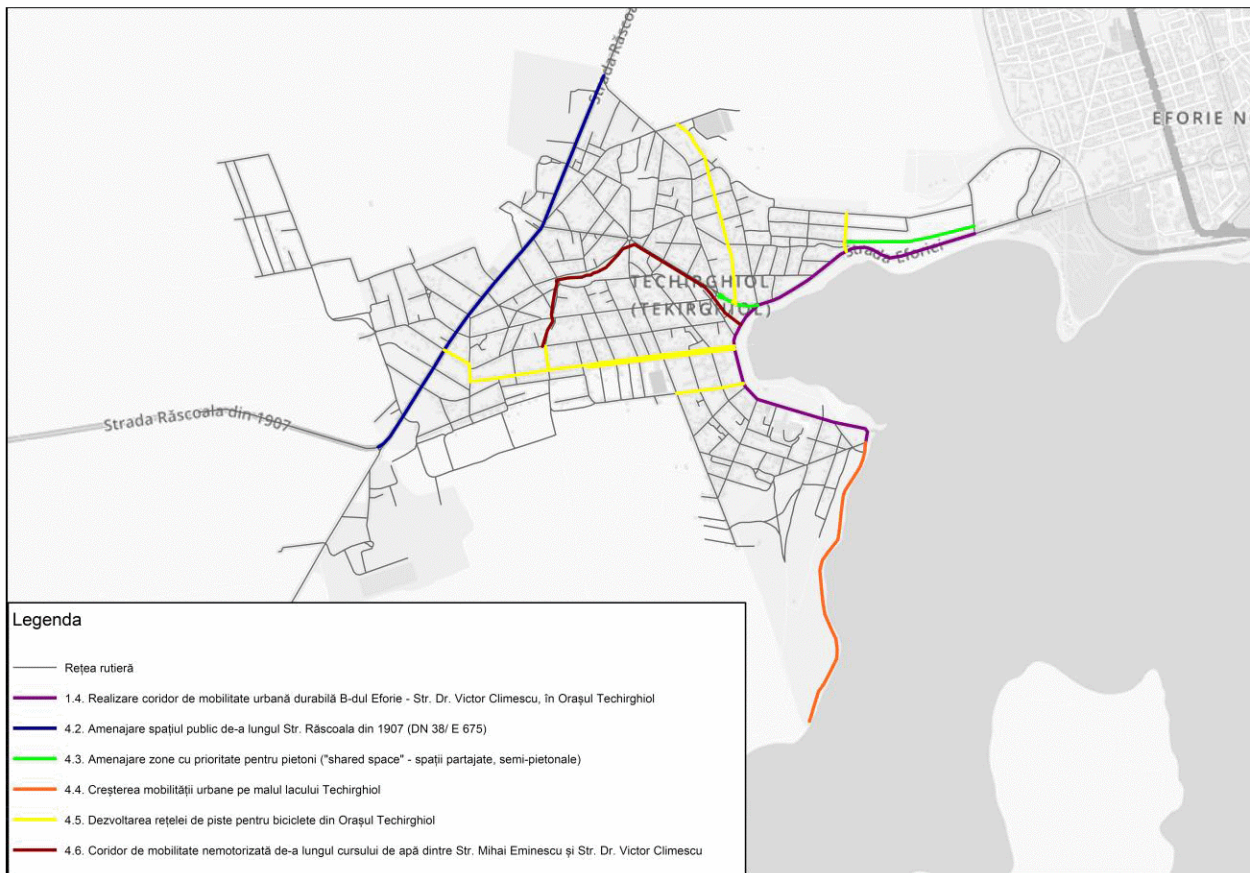 Strada Răscoa
EFORIE NO
Strada Eforiei
TECHIRGHIOL
(TEKIRGHIOL)
Strada Răscoala din 1907
Legenda
Rețea rutieră
1.4. Realizare coridor de mobilitate urbană durabilă B-dul Eforie - Str. Dr. Victor Climescu, în Orașul Techirghiol
4.2. Amenajare spațiul public de-a lungul Str. Răscoala din 1907 (DN 38/ E 675)
4.3. Amenajare zone cu prioritate pentru pietoni ("shared space" - spații partajate, semi-pietonale)
4.4. Creșterea mobilității urbane pe malul lacului Techirghiol
4.5. Dezvoltarea rețelei de piste pentru biciclete din Orașul Techirghiol
4.6. Coridor de mobilitate nemotorizată de-a lungul cursului de apă dintre Str. Mihai Eminescu și Str. Dr. Victor Climescu